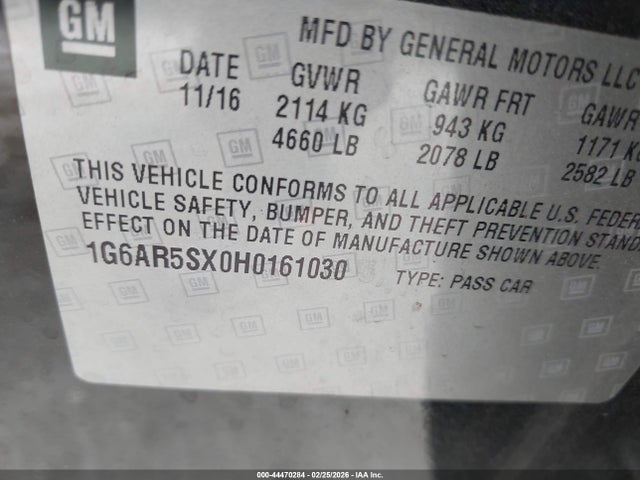 GM
MFD BY GENERAL MOTORS LLC
DATE GVWR GAWR FRT GAWR
11/16 2114 KG 943 KG 1171 K
4660 LB 2078 LB 2582 LB
THIS VEHICLE CONFORMS TO ALL APPLICABLE U.S. FEDER
VEHICLE SAFETY, BUMPER, AND THEFT PREVENTION STAND
EFFECT ON THE DATE OF MANUFACTURE SHOWN ABOVE.
1G6AR5SX0H0161030 TYPE: PASS CAR
000-44470284 - 02/25/2026 - IAA Inc.